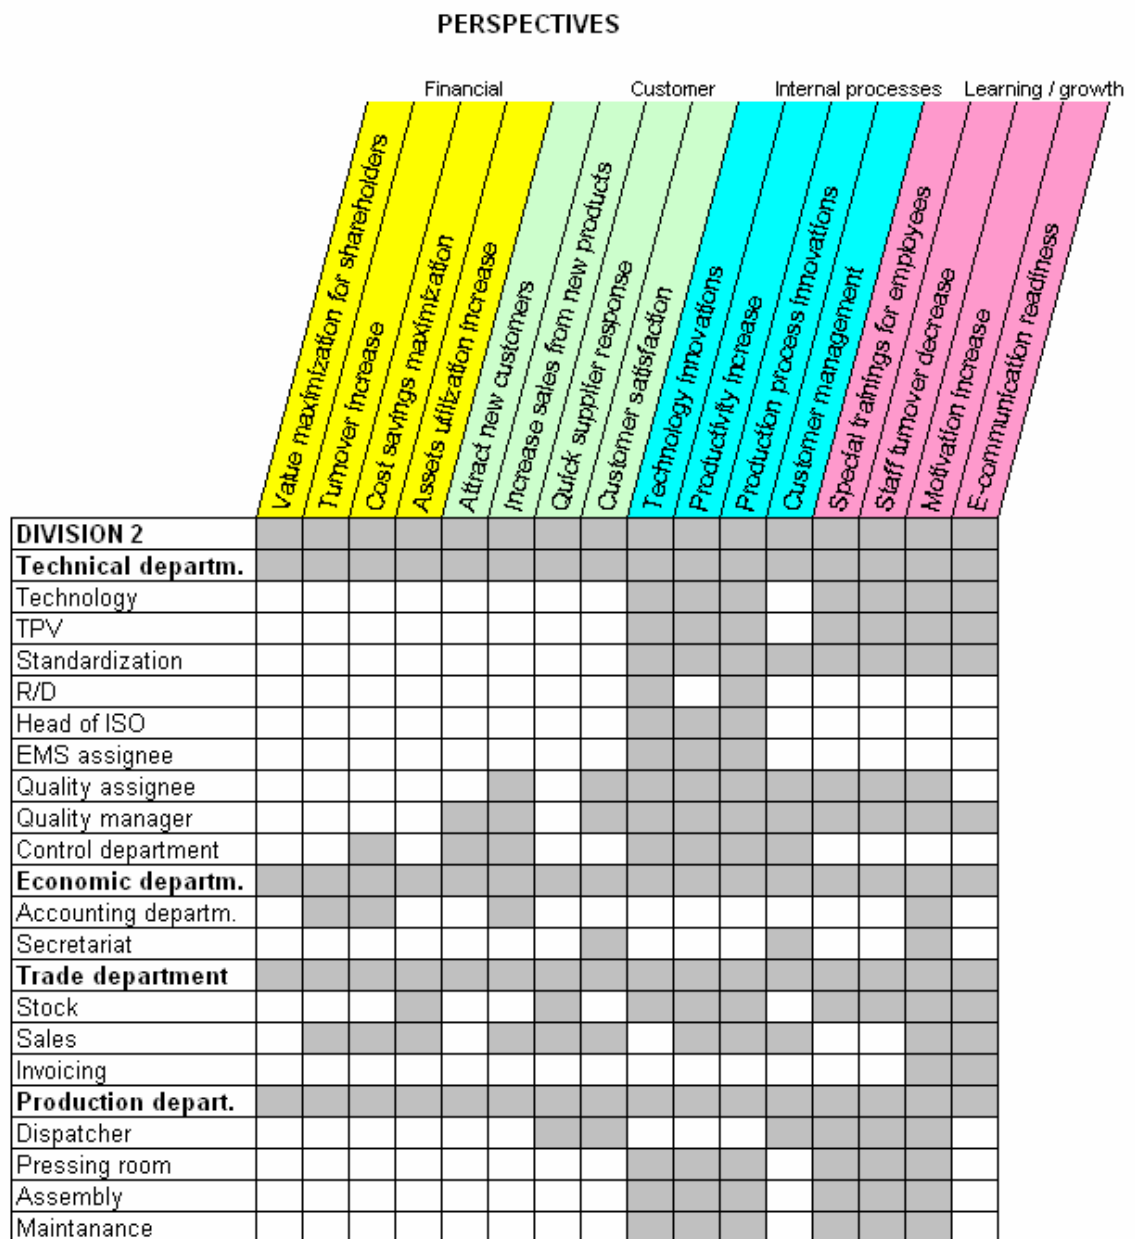 PERSPECTIVES
Financial
Customer
Internal processes
Learning / growth
Value maximization for shareholders
Turnover increase
Cost savings maximization
Assets utilization increase
Attract new customers
Increase sales from new products
Quick supplier response
Customer satisfaction
Technology innovations
Productivity increase
Production process innovations
Customer management
Special trainings for employees
Staff turnover decrease
Motivation increase
E-communication readiness
DIVISION 2
Technical departm.
Technology
TPV
Standardization
R/D
Head of ISO
EMS assignee
Quality assignee
Quality manager
Control department
Economic departm.
Accounting departm.
Secretariat
Trade department
Stock
Sales
Invoicing
Production depart.
Dispatcher
Pressing room
Assembly
Maintanance